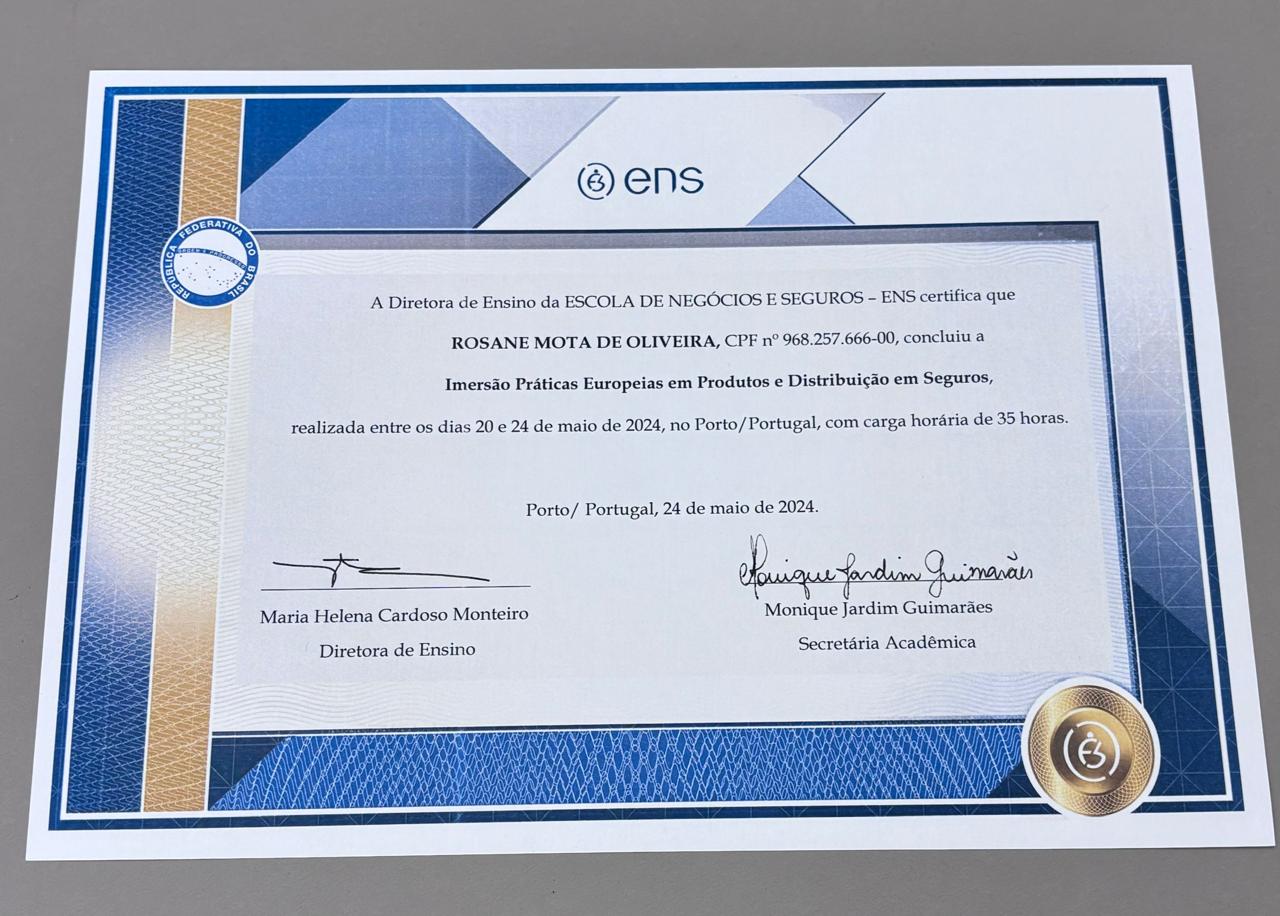 ens
REPÚBLICA FEDERATIVA DO BRASIL
ORDEM E PROGRESSO
A Diretora de Ensino da ESCOLA DE NEGÓCIOS E SEGUROS – ENS certifica que
ROSANE MOTA DE OLIVEIRA, CPF nº 968.257.666-00, concluiu a
Imersão Práticas Europeias em Produtos e Distribuição em Seguros,
realizada entre os dias 20 e 24 de maio de 2024, no Porto/Portugal, com carga horária de 35 horas.
Porto/ Portugal, 24 de maio de 2024.
Monique Jardim Guimarães
Maria Helena Cardoso Monteiro
Monique Jardim Guimarães
Diretora de Ensino
Secretária Acadêmica